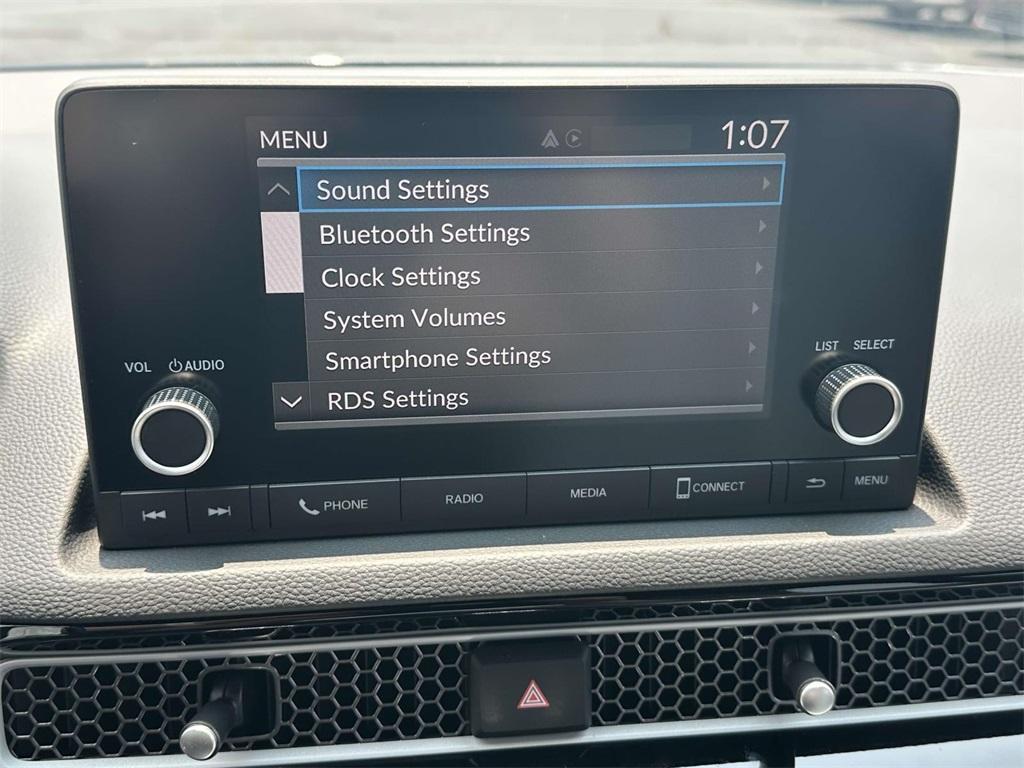 MENU 1:07
Sound Settings
Bluetooth Settings
Clock Settings
System Volumes
Smartphone Settings
RDS Settings
VOL AUDIO
LIST SELECT
PHONE RADIO MEDIA CONNECT MENU